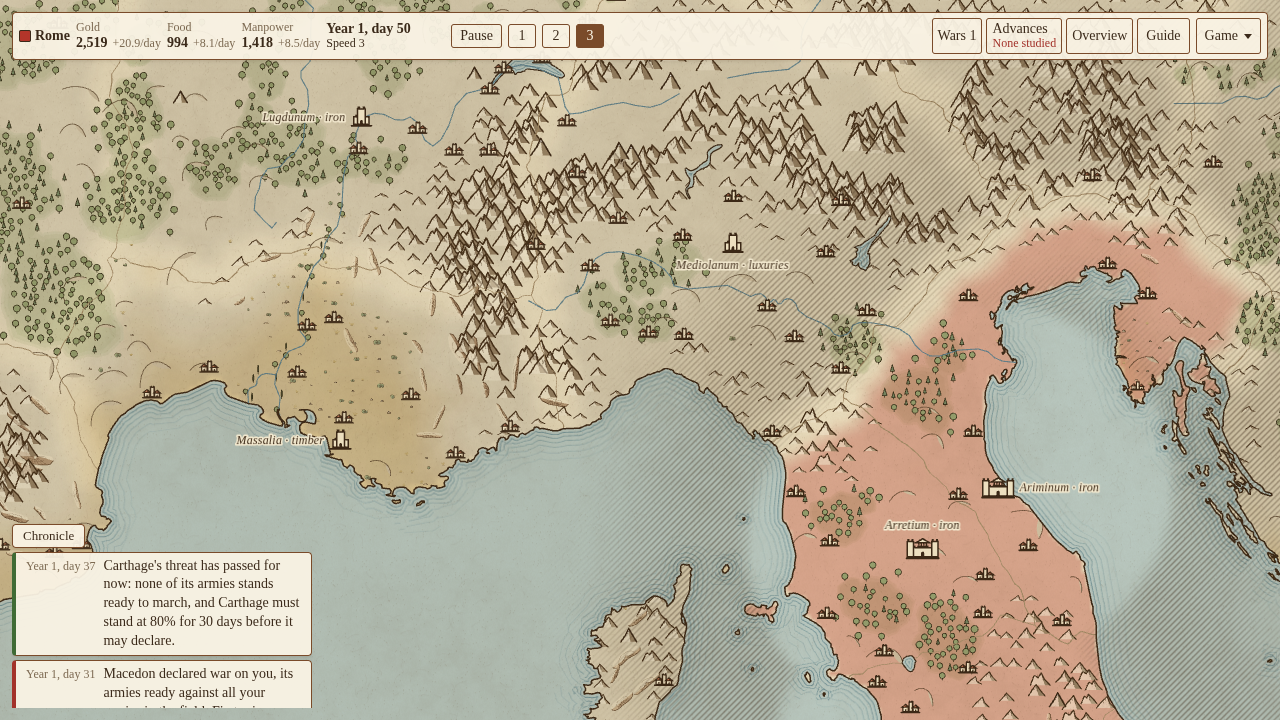 Rome
Gold
2,519 +20.9/day
Food
994 +8.1/day
Manpower
1,418 +8.5/day
Year 1, day 50
Speed 3
Pause
1
2
3
Wars 1
Advances
None studied
Overview
Guide
Game
Lugdunum · iron
Mediolanum · luxuries
Massalia · timber
Ariminum · iron
Arretium · iron
Chronicle
Year 1, day 37
Carthage's threat has passed for
now: none of its armies stands
ready to march, and Carthage must
stand at 80% for 30 days before it
may declare.
Year 1, day 31
Macedon declared war on you, its
armies ready against all your